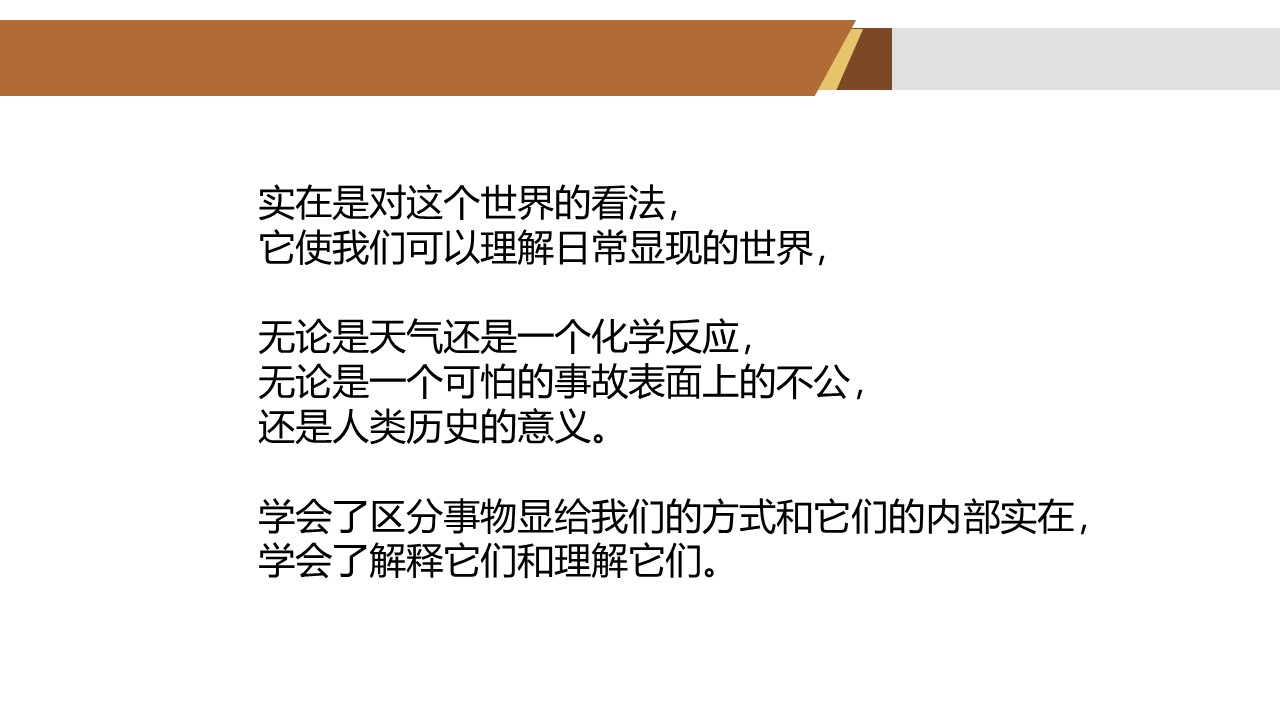 实在是对这个世界的看法，
它使我们可以理解日常显现的世界，
无论是天气还是一个化学反应，
无论是一个可怕的事故表面上的不公，
还是人类历史的意义。
学会了区分事物显给我们的方式和它们的内部实在，
学会了解释它们和理解它们。